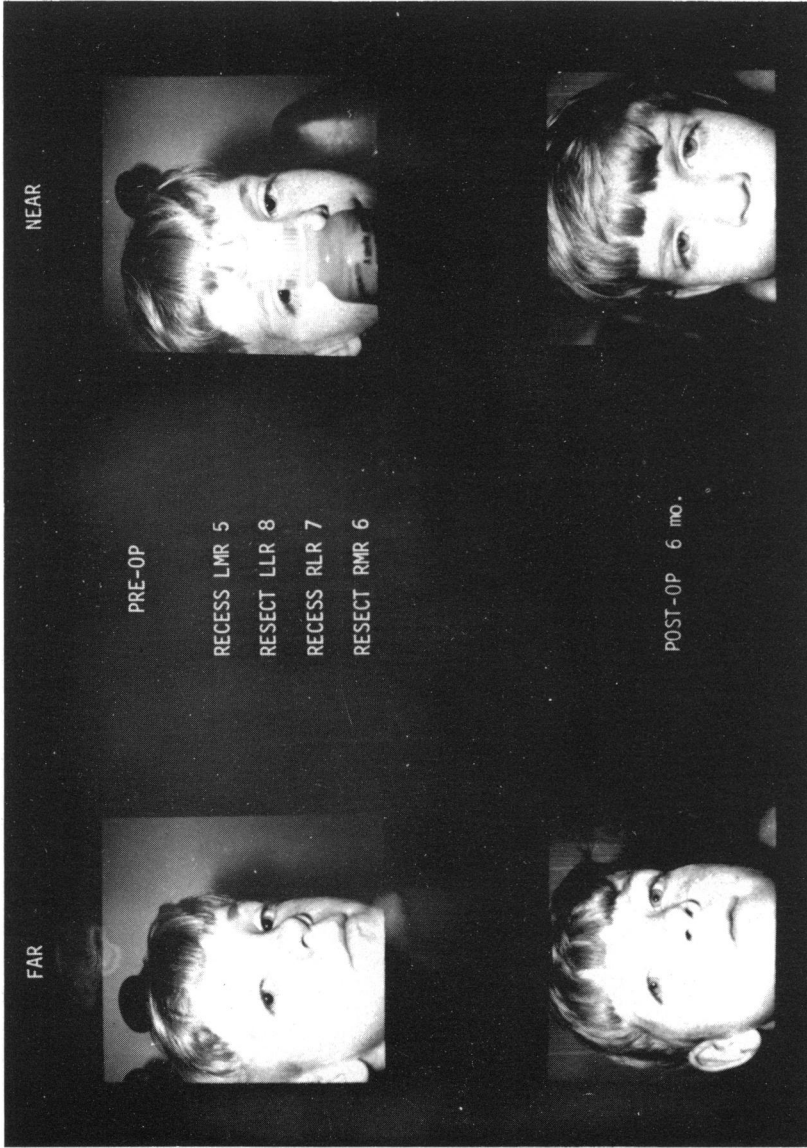 FAR
NEAR
PRE-OP
RECESS LMR 5
RESECT LLR 8
RECESS RLR 7
RESECT RMR 6
POST-OP 6 mo.